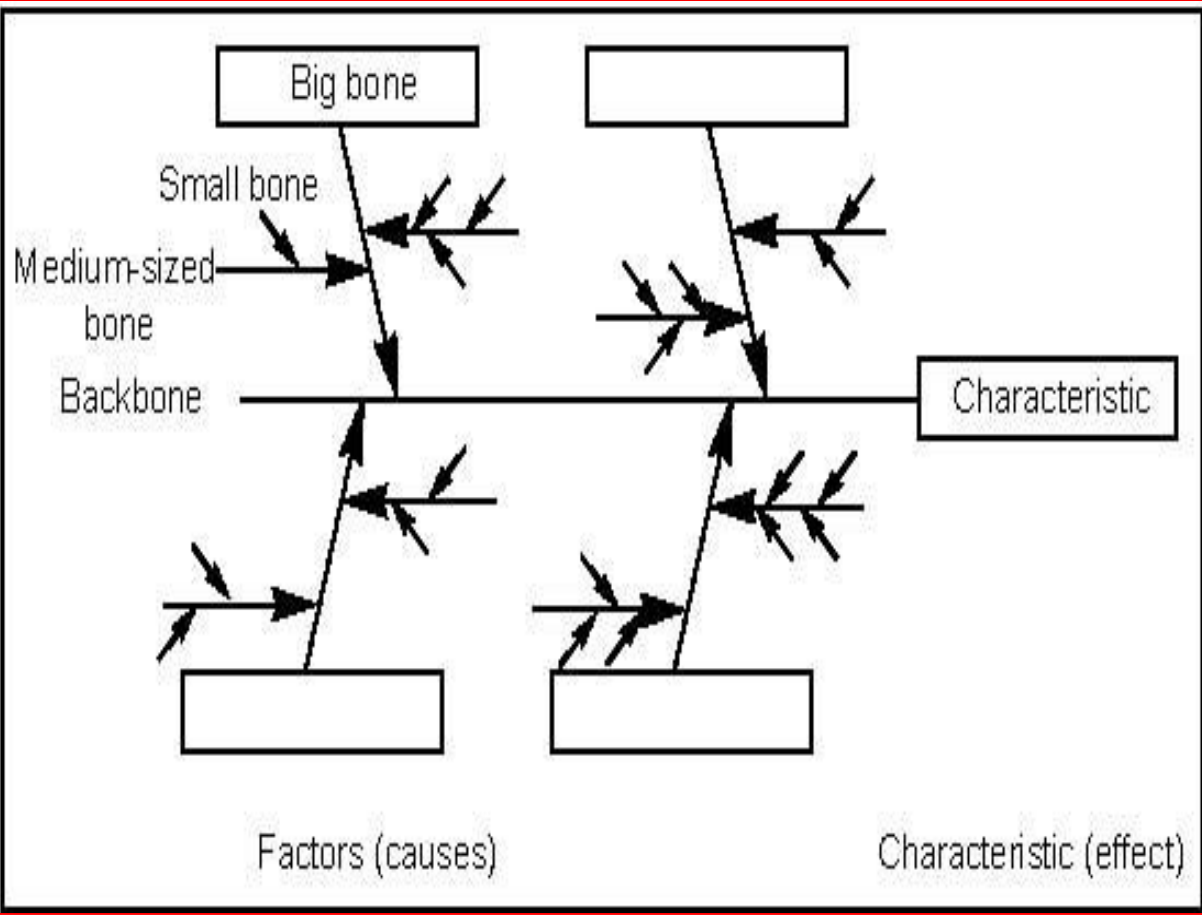 Big bone
Small bone
Medium-sized
bone
Backbone
Characteristic
Factors (causes)
Characteristic (effect)